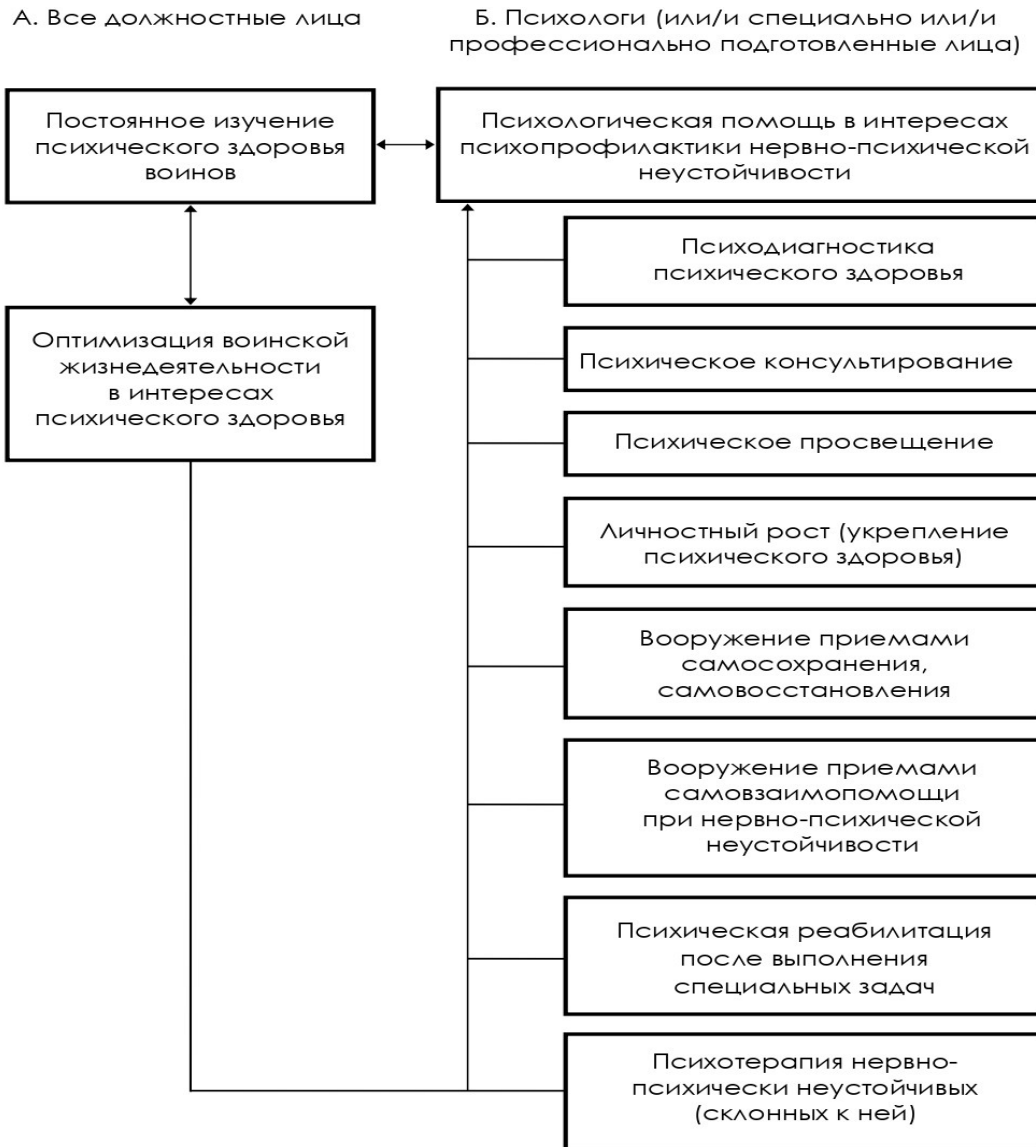 А. Все должностные лица
Б. Психологи (или/и специально или/и
профессионально подготовленные лица)
Постоянное изучение
психического здоровья
воинов
Психологическая помощь в интересах
психопрофилактики нервно-психической
неустойчивости
Оптимизация воинской
жизнедеятельности
в интересах
психического здоровья
Психодиагностика
психического здоровья
Психическое консультирование
Психическое просвещение
Личностный рост (укрепление
психического здоровья)
Вооружение приемами
самосохранения,
самовосстановления
Вооружение приемами
самовзаимопомощи
при нервно-психической
неустойчивости
Психическая реабилитация
после выполнения
специальных задач
Психотерапия нервно-
психически неустойчивых
(склонных к ней)